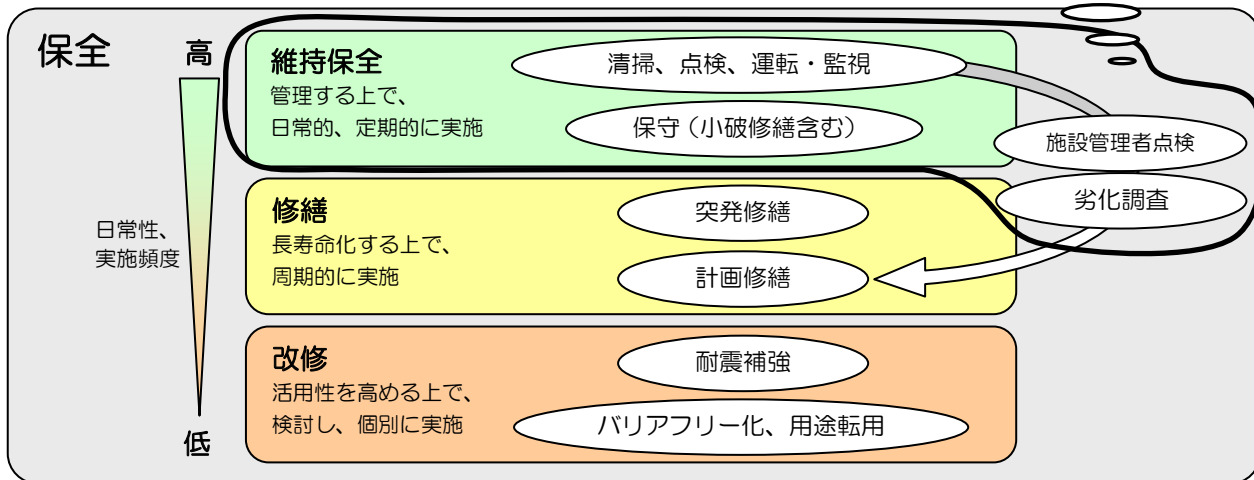 保全
高
日常性、
実施頻度
低
維持保全
管理する上で、
日常的、定期的に実施
清掃、点検、運転・監視
保守（小破修繕含む）
施設管理者点検
劣化調査
修繕
長寿命化する上で、
周期的に実施
突発修繕
計画修繕
改修
活用性を高める上で、
検討し、個別に実施
耐震補強
バリアフリー化、用途転用